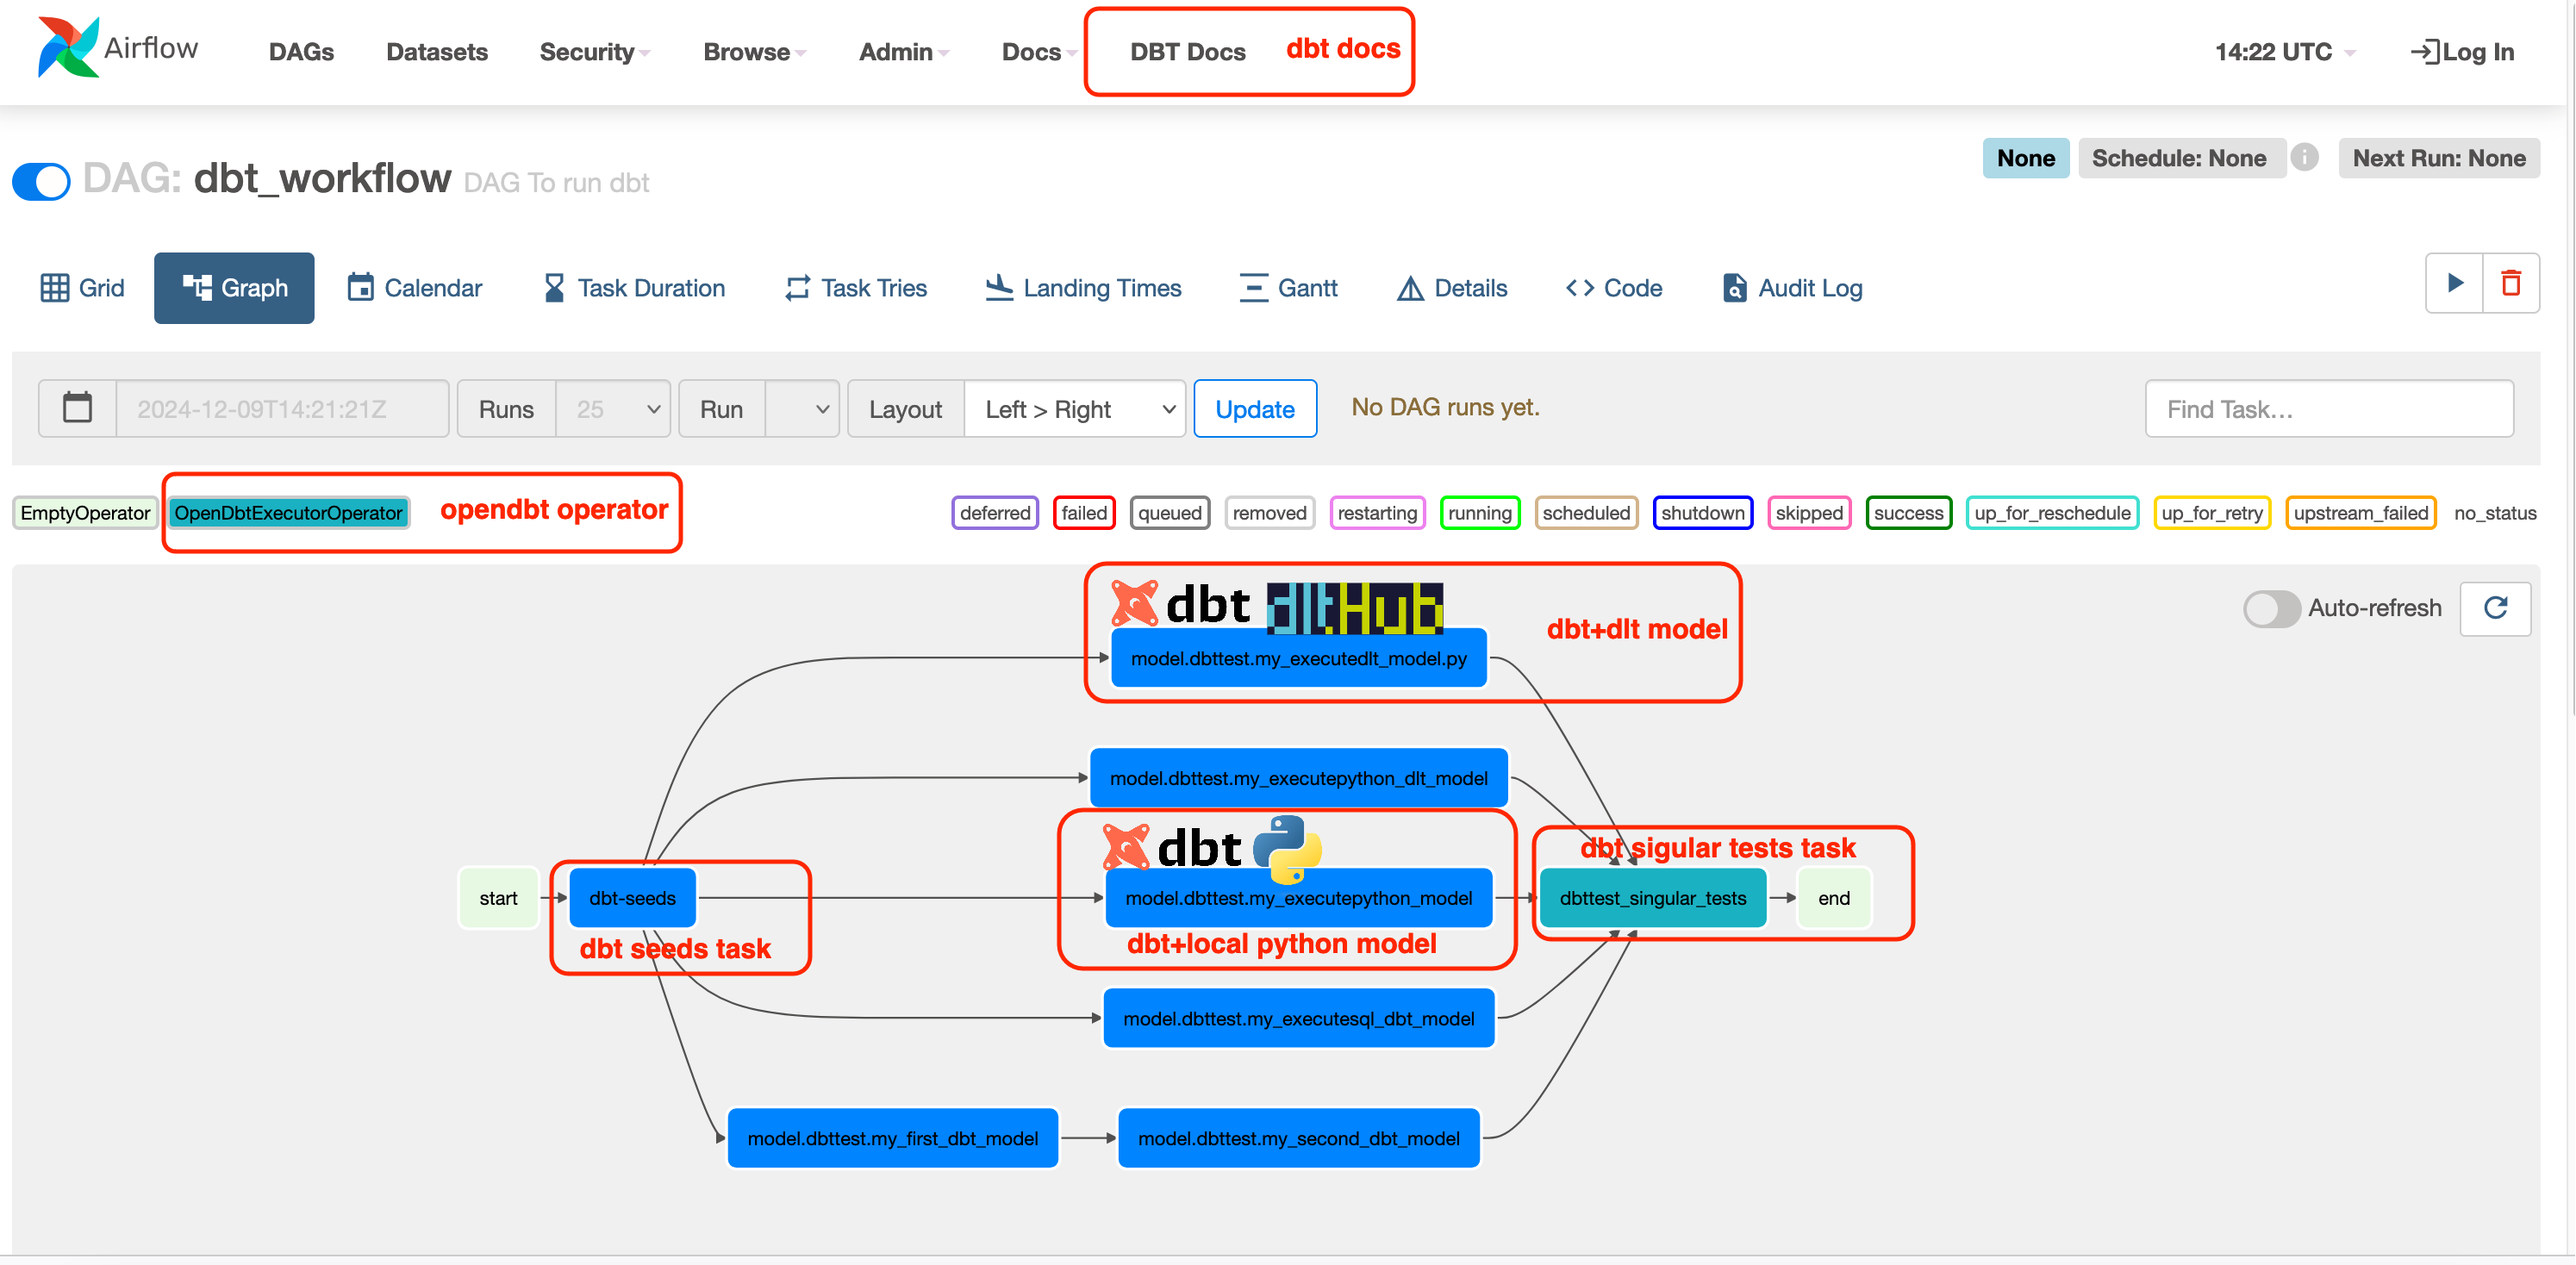 Airflow DAGs Datasets Security Browse Admin Docs DBT Docs dbt docs 14:22 UTC Log In
None Schedule: None i Next Run: None
DAG: dbt_workflow DAG To run dbt
Grid Graph Calendar Task Duration Task Tries Landing Times Gantt Details Code Audit Log
2024-12-09T14:21:21Z Runs 25 Run Layout Left > Right Update No DAG runs yet. Find Task...
EmptyOperator OpenDbtExecutorOperator opendbt operator deferred failed queued removed restarting running scheduled shutdown skipped success up_for_reschedule up_for_retry upstream_failed no_status
dbt dltHub
dbt+dlt model
Auto-refresh
model.dbttest.my_executedlt_model.py
model.dbttest.my_executepython_dlt_model
dbt
dbt sigular tests task
start dbt-seeds model.dbttest.my_executepython_model dbttest_singular_tests end
dbt seeds task dbt+local python model
model.dbttest.my_executesql_dbt_model
model.dbttest.my_first_dbt_model model.dbttest.my_second_dbt_model